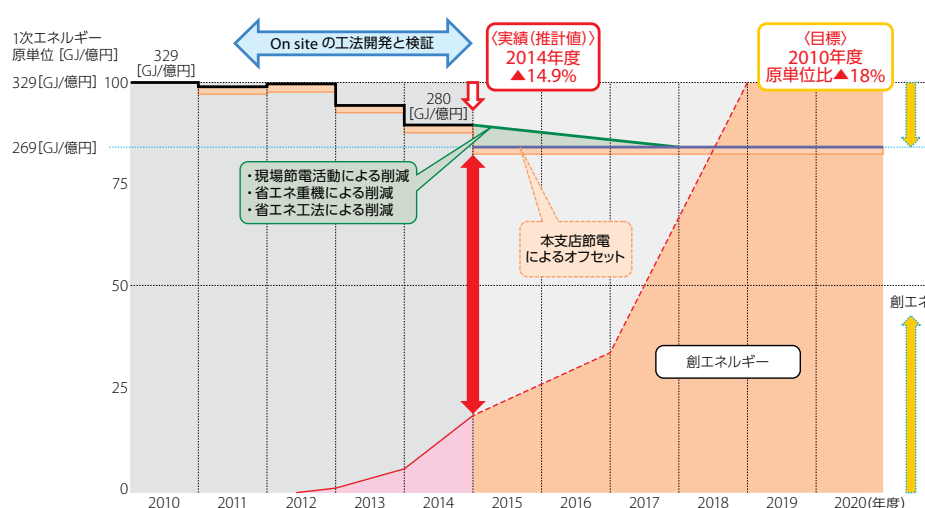 1次エネルギー
原単位 [GJ/億円]
329
[GJ/億円]
On site の工法開発と検証
〈実績(推計値)〉
2014年度
▲14.9%
〈目標〉
2010年度
原単位比▲18%
329[GJ/億円]
100
280
[GJ/億円]
269[GJ/億円]
・現場節電活動による削減
・省エネ重機による削減
・省エネ工法による削減
75
本支店節電
によるオフセット
50
創エネ
創エネルギー
25
0
2010 2011 2012 2013 2014 2015 2016 2017 2018 2019 2020(年度)